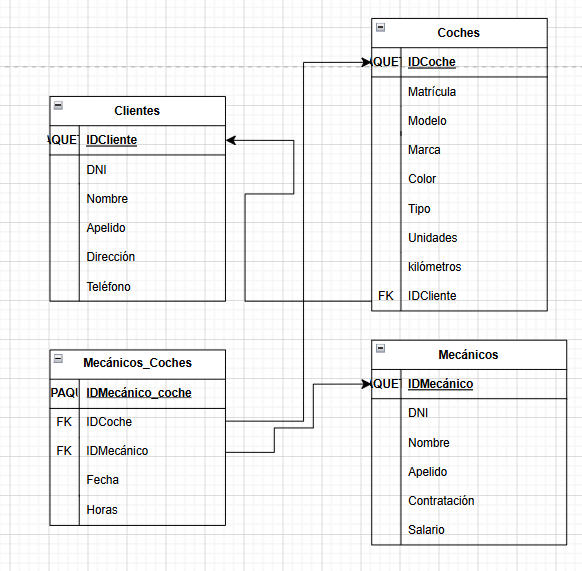 Clientes
IDCliente
DNI
Nombre
Apelido
Dirección
Teléfono
Coches
IDCoche
Matrícula
Modelo
Marca
Color
Tipo
Unidades
kilómetros
FK IDCliente
Mecánicos_Coches
IDMecánico_coche
FK IDCoche
FK IDMecánico
Fecha
Horas
Mecánicos
IDMecánico
DNI
Nombre
Apelido
Contratación
Salario